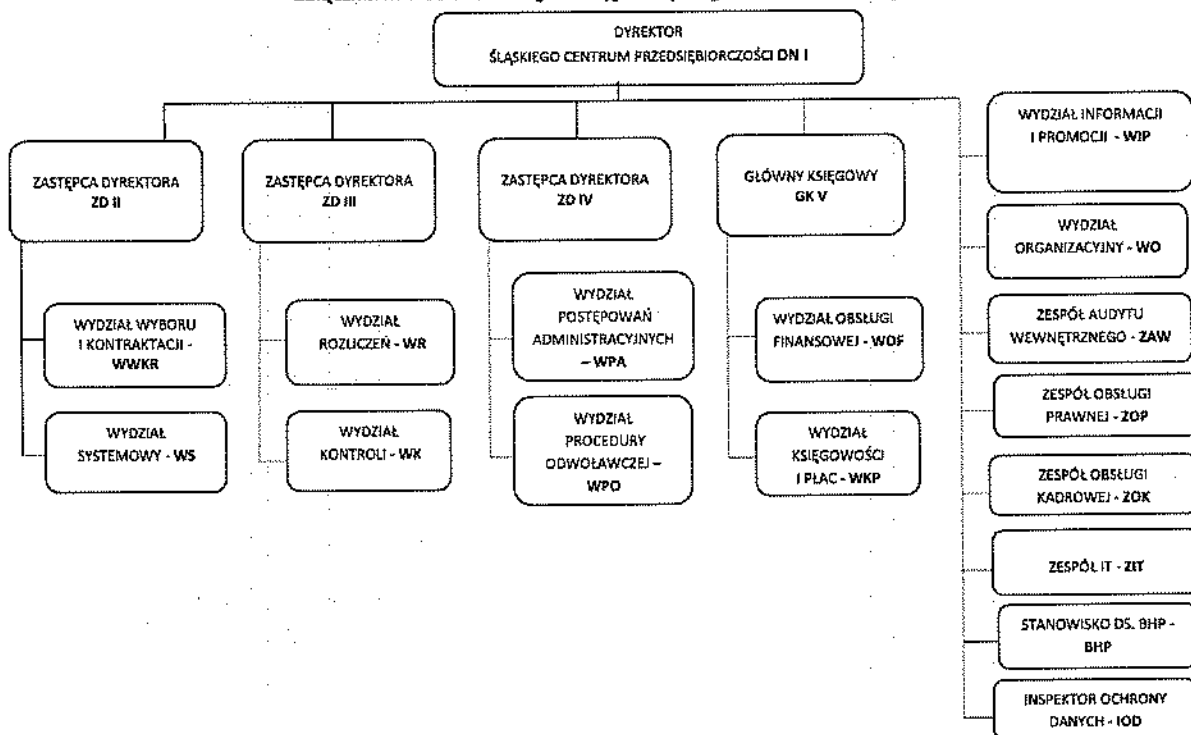 DYREKTOR
ŚLĄSKIEGO CENTRUM PRZEDSIĘBIORCZOŚCI DN I
ZASTĘPCA DYREKTORA
ZD II
ZASTĘPCA DYREKTORA
ZD III
ZASTĘPCA DYREKTORA
ZD IV
GŁÓWNY KSIĘGOWY
GK V
WYDZIAŁ WYBORU
I KONTRAKTACJI -
WWKR
WYDZIAŁ
SYSTEMOWY - WS
WYDZIAŁ
ROZLICZEŃ - WR
WYDZIAŁ
KONTROLI - WK
WYDZIAŁ
POSTĘPOWAŃ
ADMINISTRACYJNYCH
– WPA
WYDZIAŁ
PROCEDURY
ODWOŁAWCZEJ –
WPO
WYDZIAŁ OBSŁUGI
FINANSOWEJ - WOF
WYDZIAŁ
KSIĘGOWOŚCI
I PŁAC - WKP
WYDZIAŁ INFORMACJI
I PROMOCJI - WIP
WYDZIAŁ
ORGANIZACYJNY - WO
ZESPÓŁ AUDYTU
WEWNĘTRZNEGO - ZAW
ZESPÓŁ OBSŁUGI
PRAWNEJ - ZOP
ZESPÓŁ OBSŁUGI
KADROWEJ - ZOK
ZESPÓŁ IT - ZIT
STANOWISKO DS. BHP -
BHP
INSPEKTOR OCHRONY
DANYCH - IOD